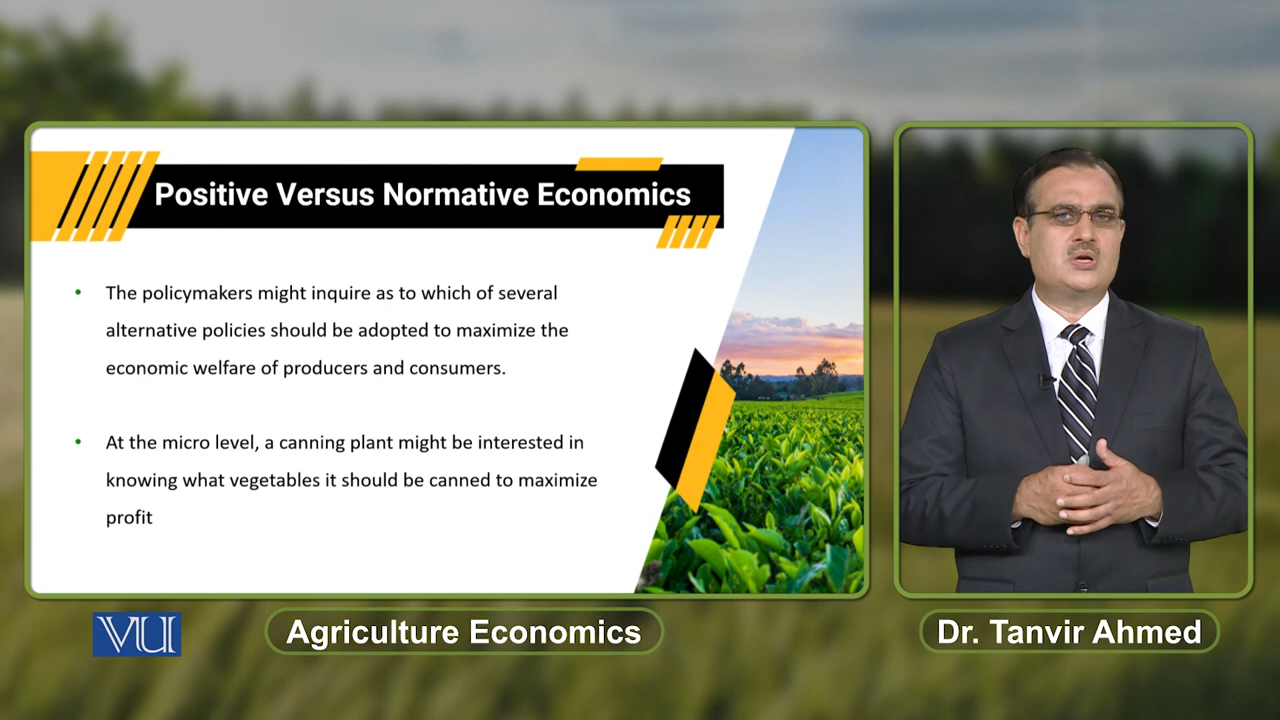 Positive Versus Normative Economics
• The policymakers might inquire as to which of several
alternative policies should be adopted to maximize the
economic welfare of producers and consumers.
• At the micro level, a canning plant might be interested in
knowing what vegetables it should be canned to maximize
profit
VU
Agriculture Economics
Dr. Tanvir Ahmed